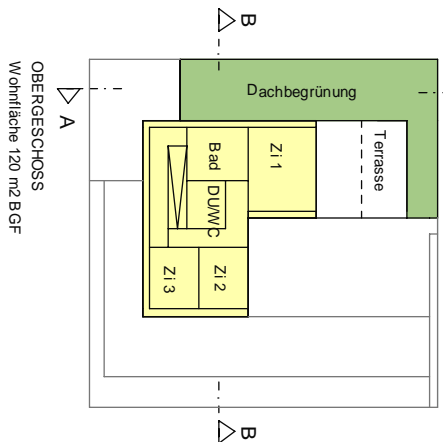 B
Dachbegrünung
Terrasse
Zi 1
Bad
DU/WC
Zi 2
Zi 3
A
B
OBERGESCHOSS
Wohnfläche 120 m2 BGF